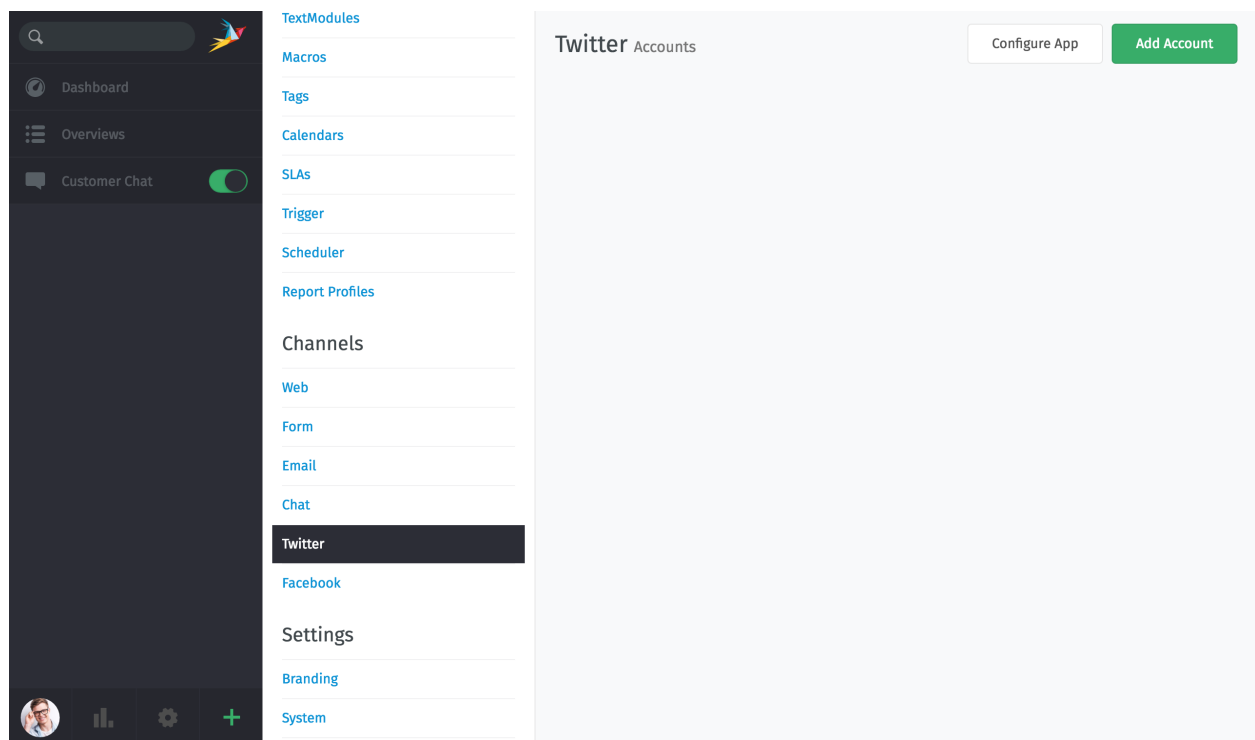 Dashboard
Overviews
Customer Chat
TextModules
Macros
Tags
Calendars
SLAs
Trigger
Scheduler
Report Profiles
Channels
Web
Form
Email
Chat
Twitter
Facebook
Settings
Branding
System
Twitter Accounts
Configure App
Add Account